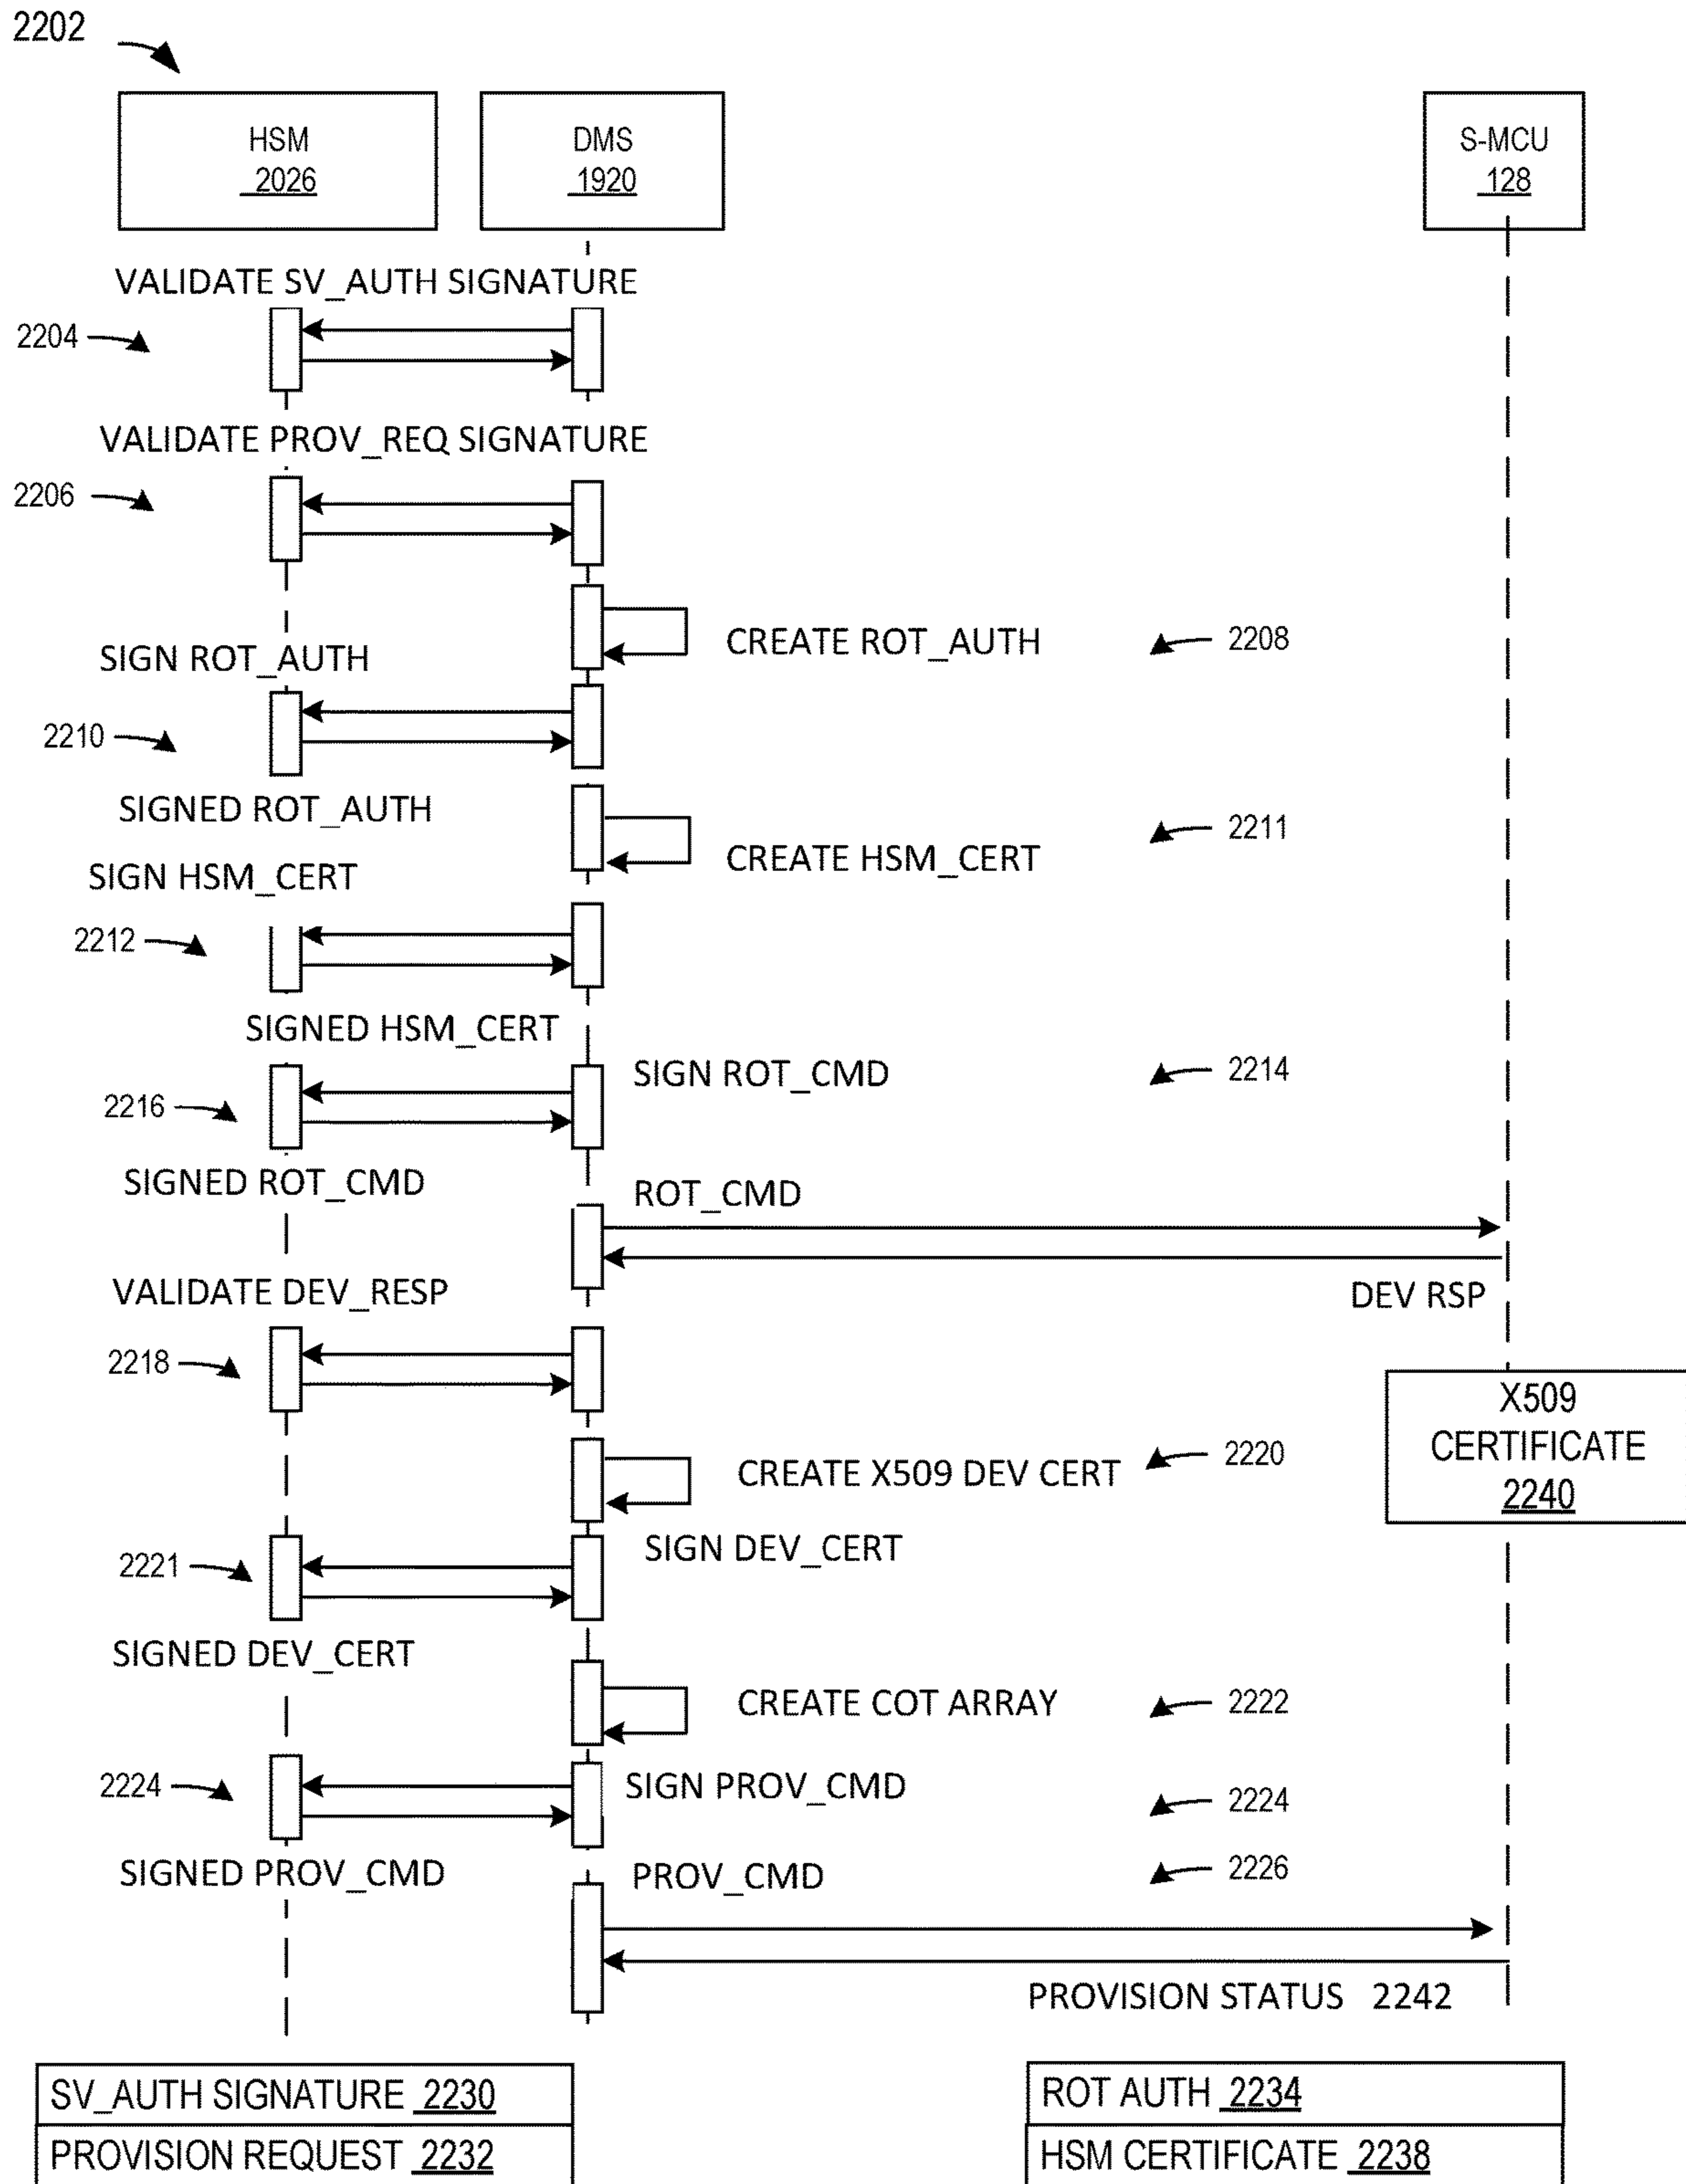 2202
HSM
2026
DMS
1920
S-MCU
128
VALIDATE SV_AUTH SIGNATURE
2204
VALIDATE PROV_REQ SIGNATURE
2206
CREATE ROT_AUTH
2208
SIGN ROT_AUTH
2210
SIGNED ROT_AUTH
2211
CREATE HSM_CERT
SIGN HSM_CERT
2212
SIGNED HSM_CERT
SIGN ROT_CMD
2214
2216
SIGNED ROT_CMD
ROT_CMD
VALIDATE DEV_RESP
DEV RSP
2218
X509
CERTIFICATE
2240
CREATE X509 DEV CERT
2220
SIGN DEV_CERT
2221
SIGNED DEV_CERT
CREATE COT ARRAY
2222
2224
SIGN PROV_CMD
2224
SIGNED PROV_CMD
PROV_CMD
2226
PROVISION STATUS 2242
SV_AUTH SIGNATURE 2230
PROVISION REQUEST 2232
ROT AUTH 2234
HSM CERTIFICATE 2238